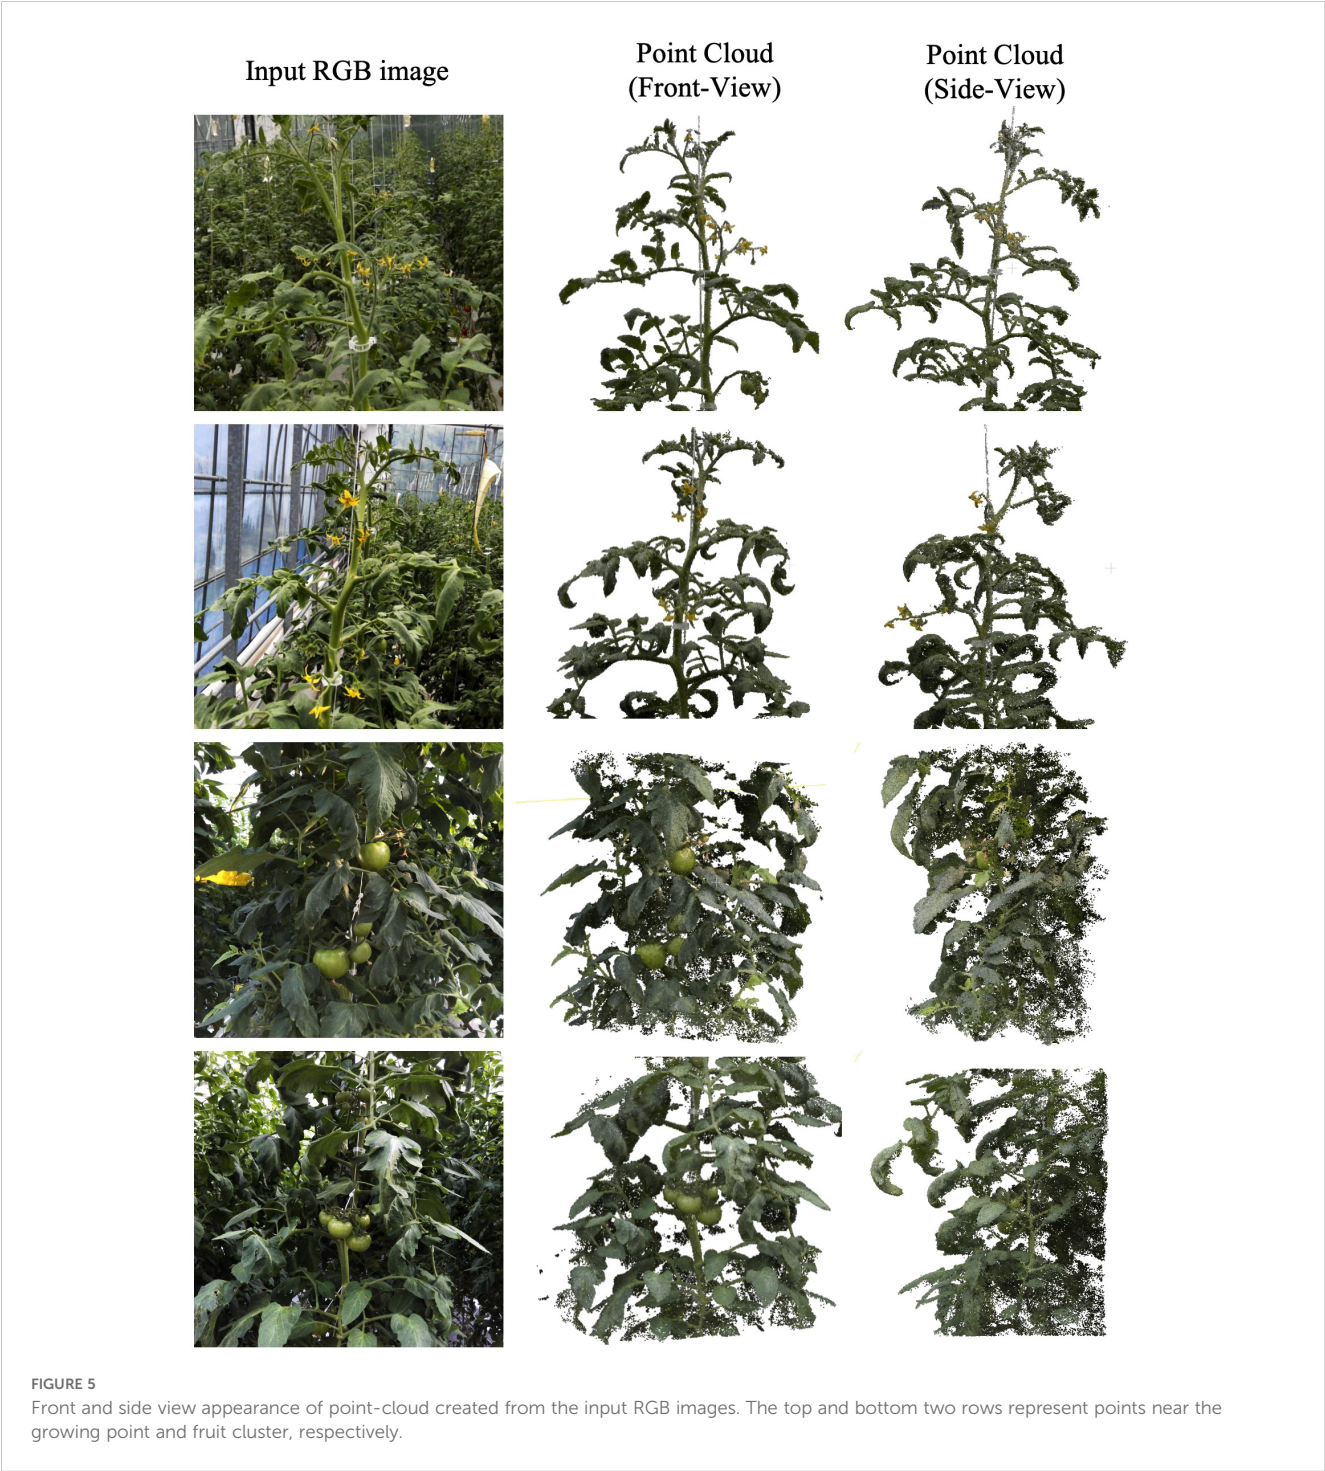 Input RGB image
Point Cloud
(Front-View)
Point Cloud
(Side-View)
FIGURE 5
Front and side view appearance of point-cloud created from the input RGB images. The top and bottom two rows represent points near the
growing point and fruit cluster, respectively.